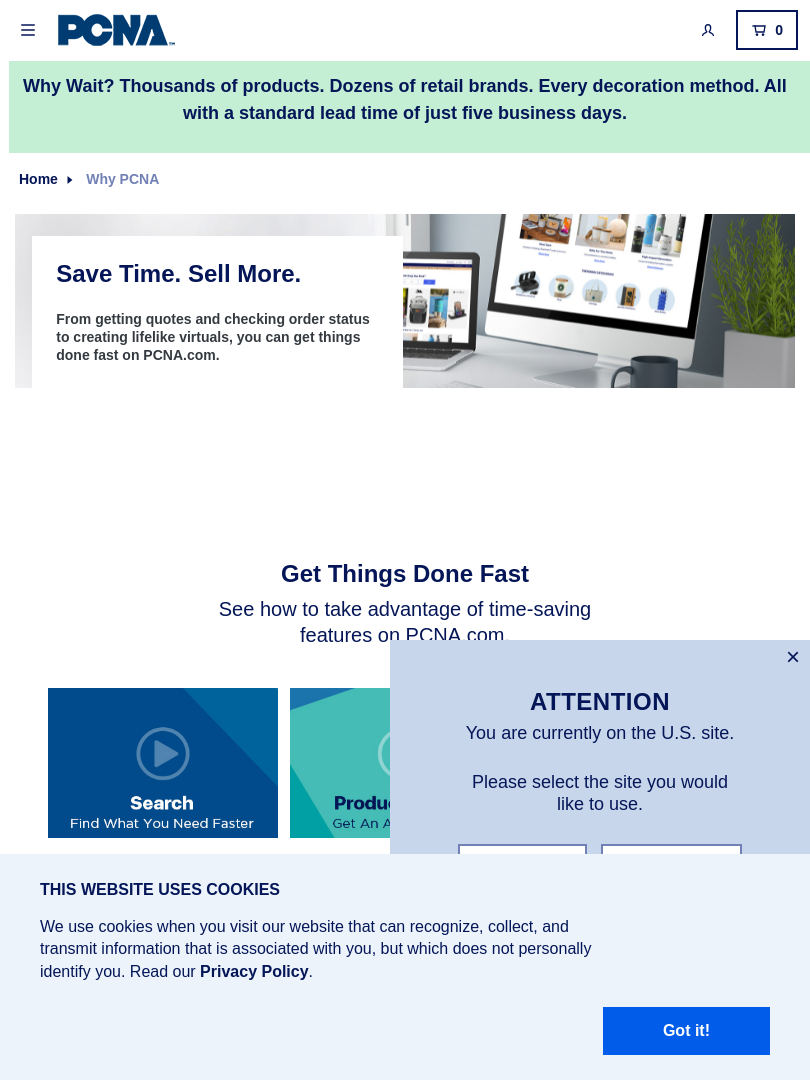 PCNA
0
Why Wait? Thousands of products. Dozens of retail brands. Every decoration method. All
with a standard lead time of just five business days.
Home
Why PCNA
Save Time. Sell More.
From getting quotes and checking order status
to creating lifelike virtuals, you can get things
done fast on PCNA.com.
Get Things Done Fast
See how to take advantage of time-saving
features on PCNA.com.
Search
Find What You Need Faster
Get An A
ATTENTION
You are currently on the U.S. site.
Please select the site you would
like to use.
THIS WEBSITE USES COOKIES
We use cookies when you visit our website that can recognize, collect, and
transmit information that is associated with you, but which does not personally
identify you. Read our Privacy Policy.
Got it!